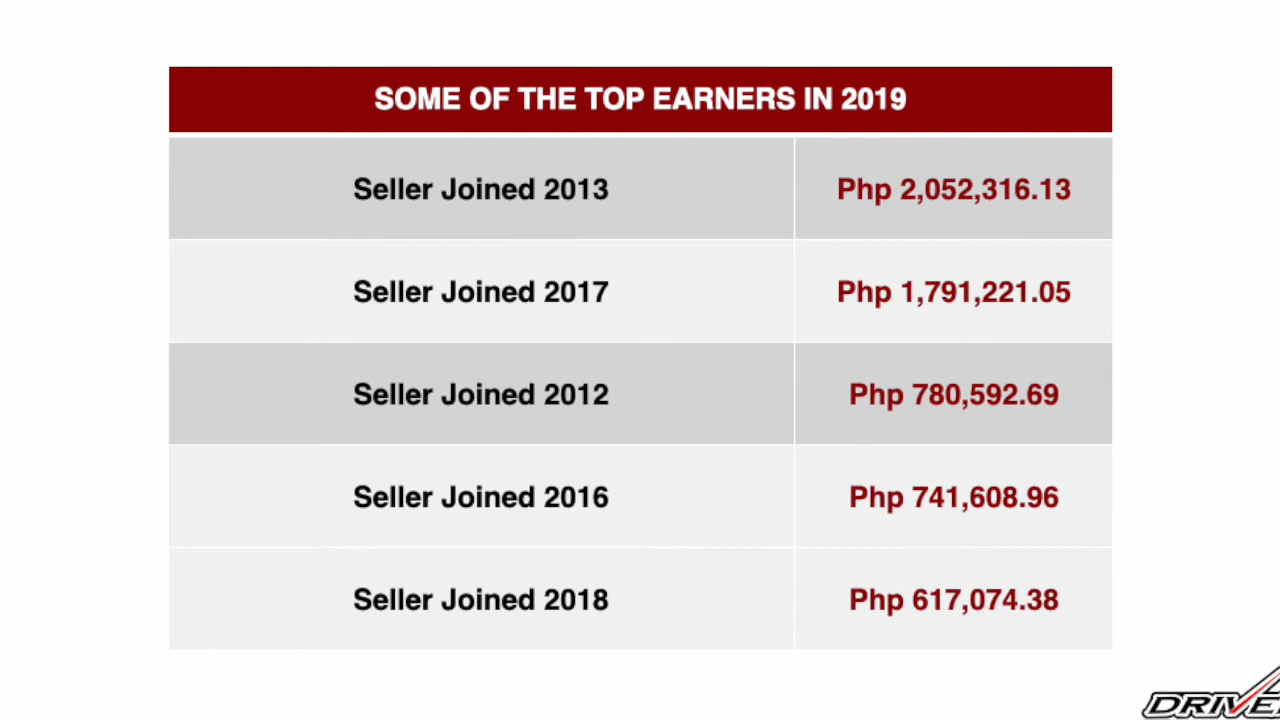 SOME OF THE TOP EARNERS IN 2019
Seller Joined 2013 Php 2,052,316.13
Seller Joined 2017 Php 1,791,221.05
Seller Joined 2012 Php 780,592.69
Seller Joined 2016 Php 741,608.96
Seller Joined 2018 Php 617,074.38